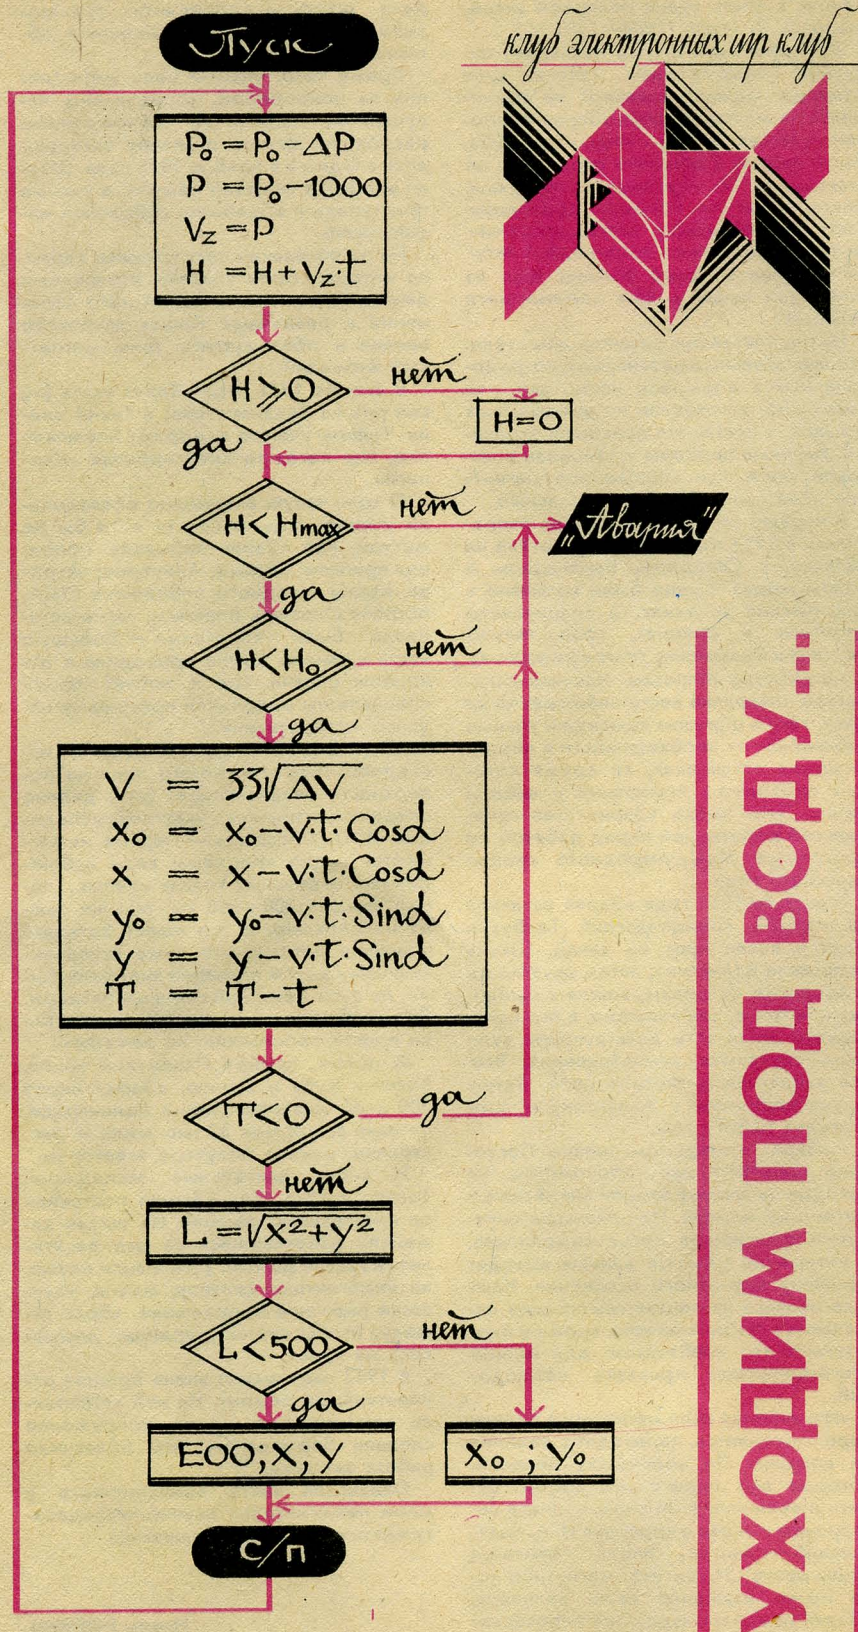 Пуск
клуб электронных игр клуб
P₀ = P₀ - ΔP
P = P₀ - 1000
V_z = P
H = H + V_z·t
H ⩾ 0
нет
H = 0
да
H < Hmax
нет
„Авария"
да
H < H₀
нет
да
V = 33√ΔV
x₀ = x₀ - v·t·Cosα
x = x - v·t·Cosα
y₀ = y₀ - v·t·Sinα
y = y - v·t·Sinα
T = T - t
T < 0
да
нет
L = √x² + y²
L < 500
нет
да
ЕОО; X; Y
X₀ ; Y₀
С/П
УХОДИМ ПОД ВОДУ...